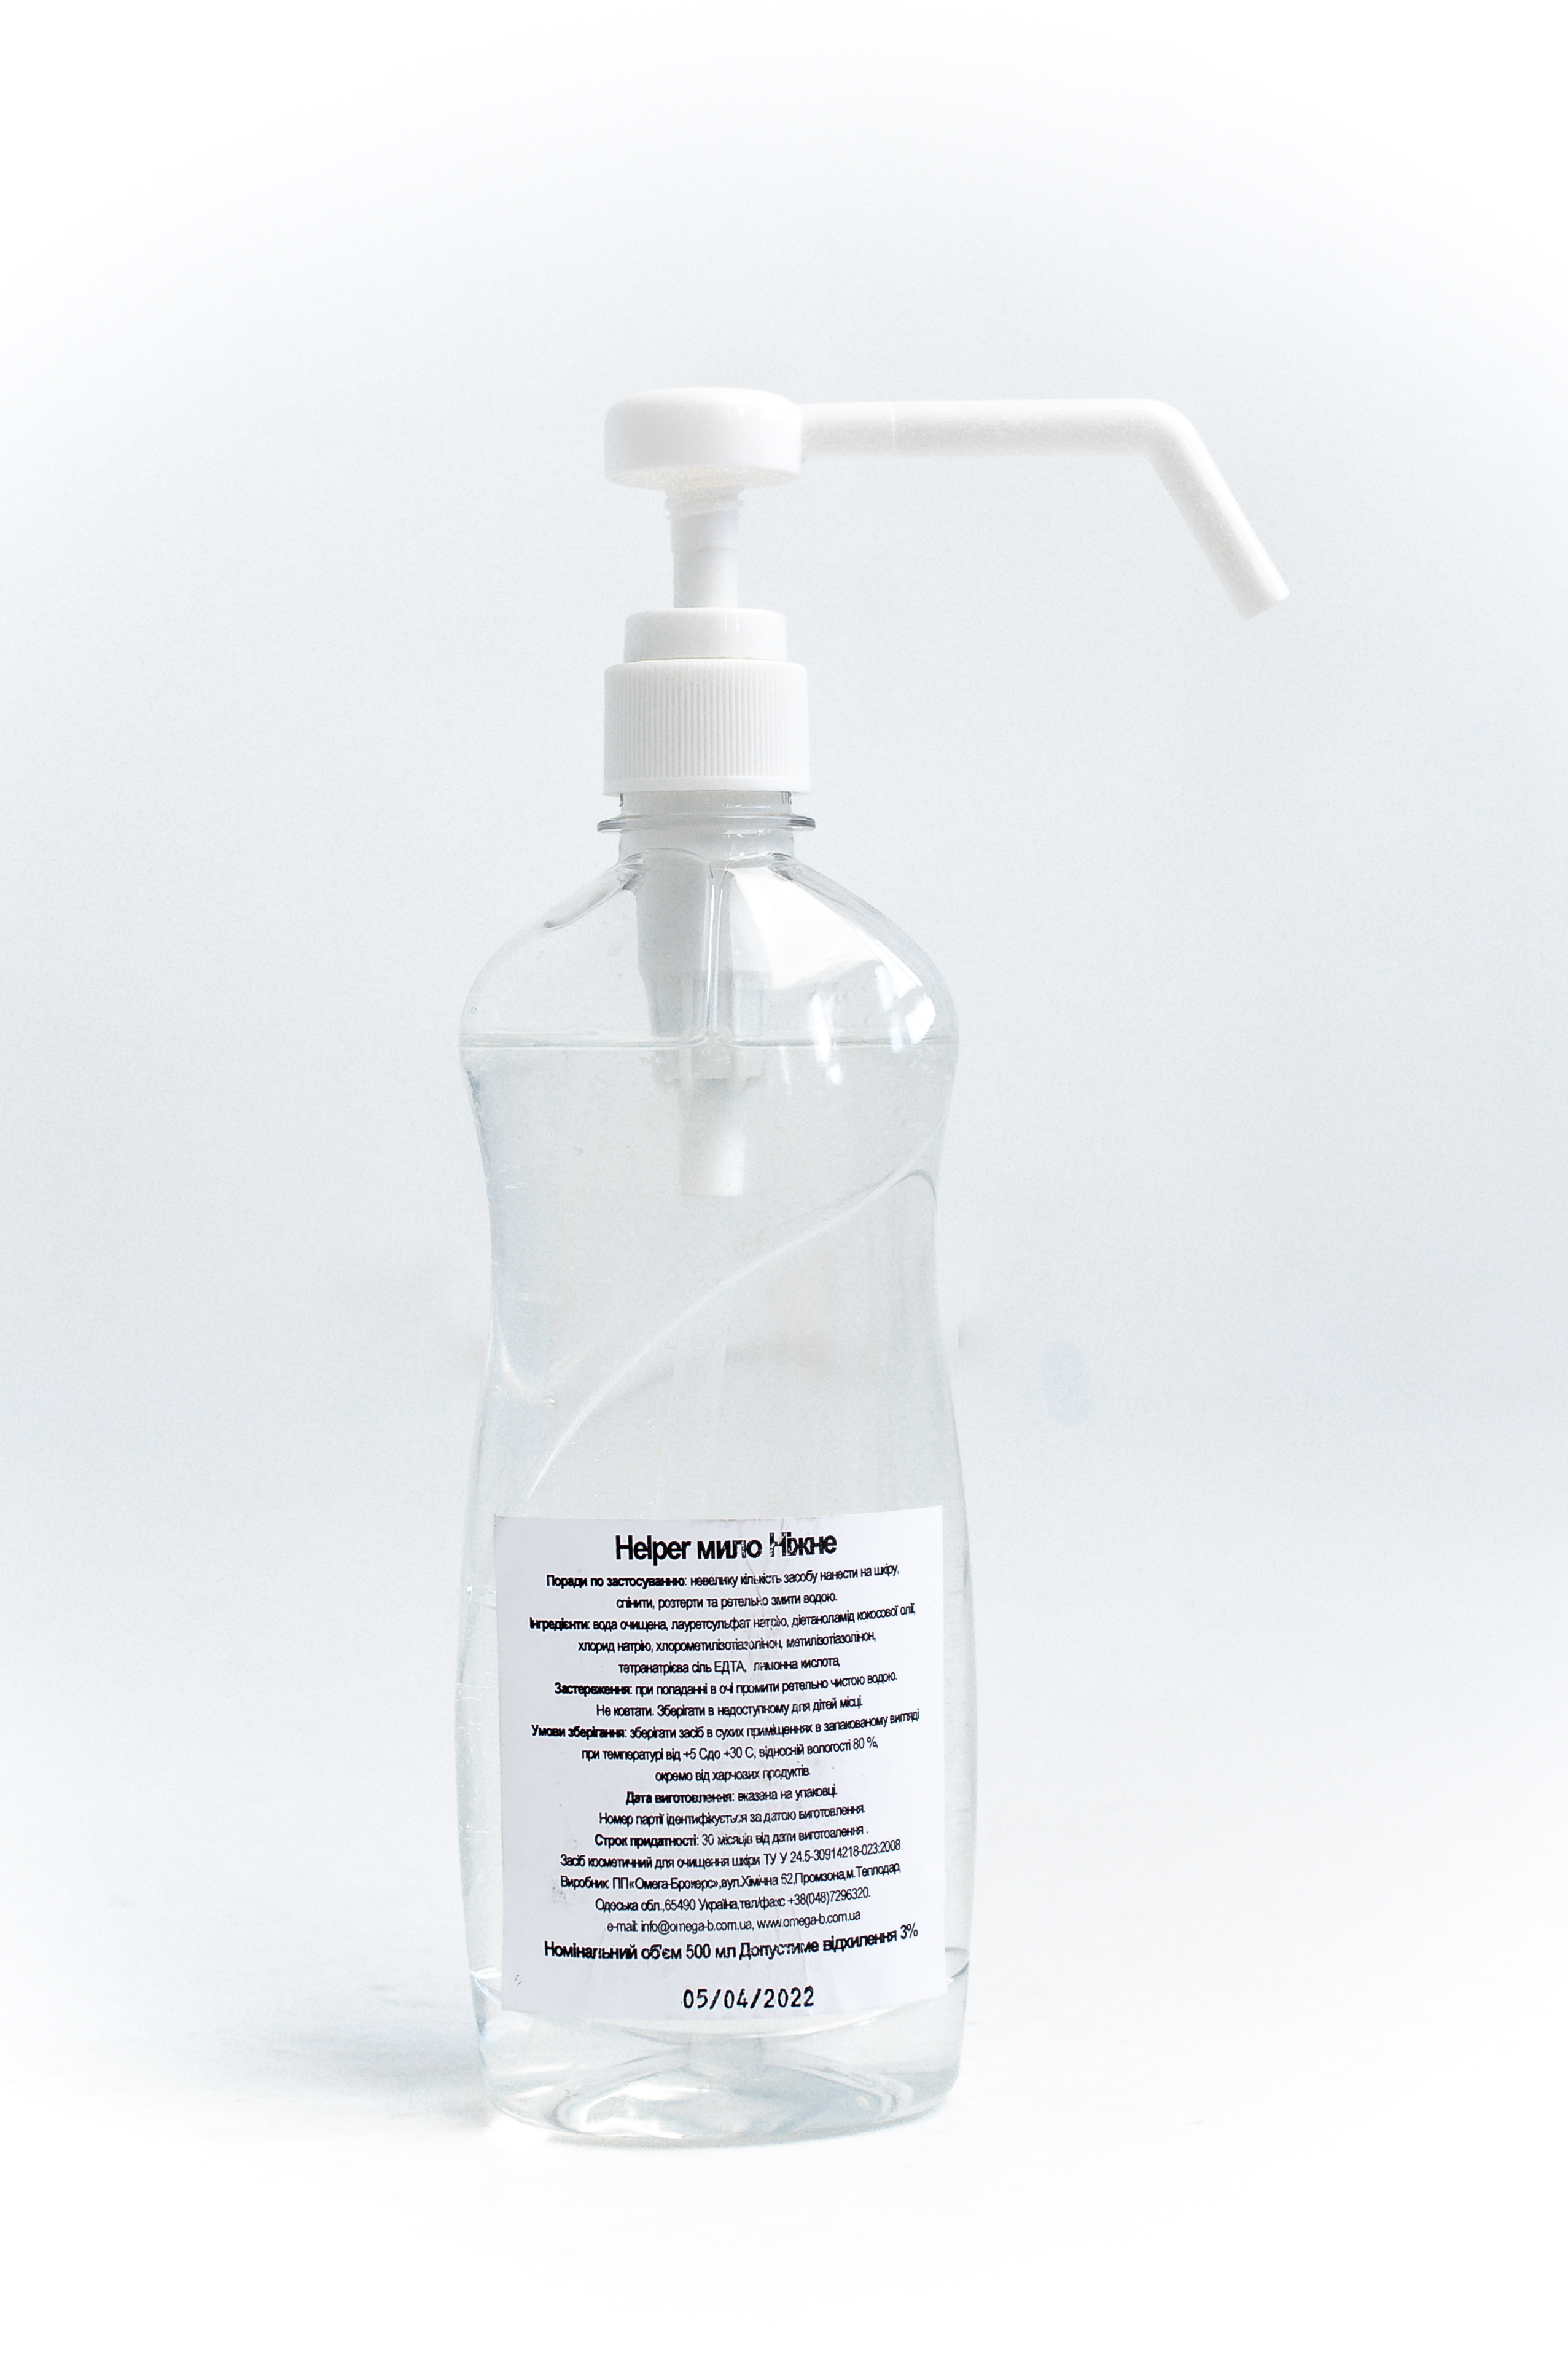 Helper мило Ніжне
Поради по застосуванню: невелику кількість засобу нанести на шкіру,
спінити, розтерти та ретельно змити водою.
Інгредієнти: вода очищена, лауретсульфат натрію, діетаноламід кокосової олії,
хлорид натрію, хлорометилізотіазолінон, метилізотіазолінон,
тетранатрієва сіль ЕДТА, лимонна кислота,
Застереження: при попаданні в очі промити ретельно чистою водою.
Не ковтати. Зберігати в недоступному для дітей місці.
Умови зберігання: зберігати засіб в сухих приміщеннях в запакованому вигляді
при температурі від +5 Сдо +30 С, відносній вологості 80 %,
окремо від харчових продуктів.
Дата виготовлення: вказана на упаковці.
Номер партії ідентифікується за датою виготовлення.
Строк придатності: 30 місяців від дати виготовлення .
Засіб косметичний для очищення шкіри ТУ У 24.5-30914218-023:2008
Виробник: ПП«Омега-Брокерс»,вул.Хімічна 62,Промзона,м.Теплодар,
Одеська обл.,65490 Україна,тел/факс +38(048)7296320.
e-mail: info@omega-b.com.ua, www.omega-b.com.ua
Номінальний об'єм 500 мл Допустиме відхилення 3%
05/04/2022